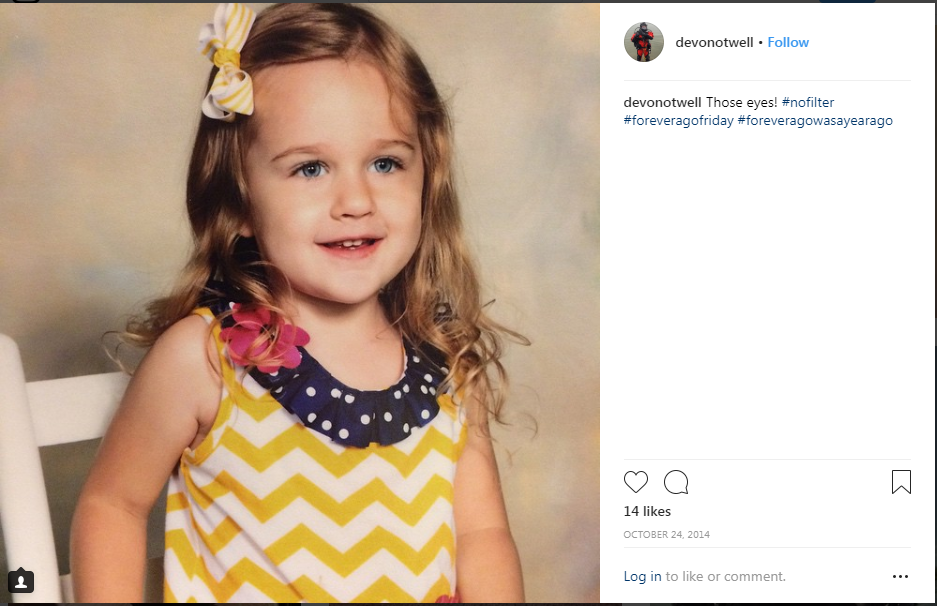 devonotwell • Follow
devonotwell Those eyes! #nofilter
#foreveragofriday #foreveragowasayearago
14 likes
OCTOBER 24, 2014
Log in to like or comment.